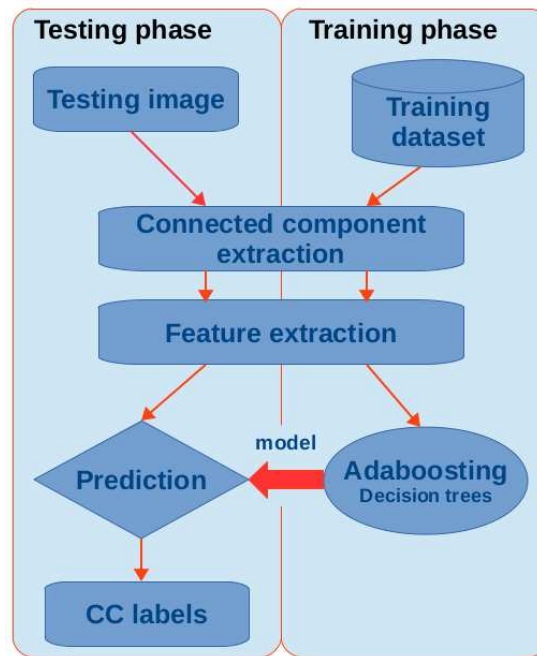 Testing phase
Training phase
Testing image
Training
dataset
Connected component
extraction
Feature extraction
model
Prediction
Adaboosting
Decision trees
CC labels